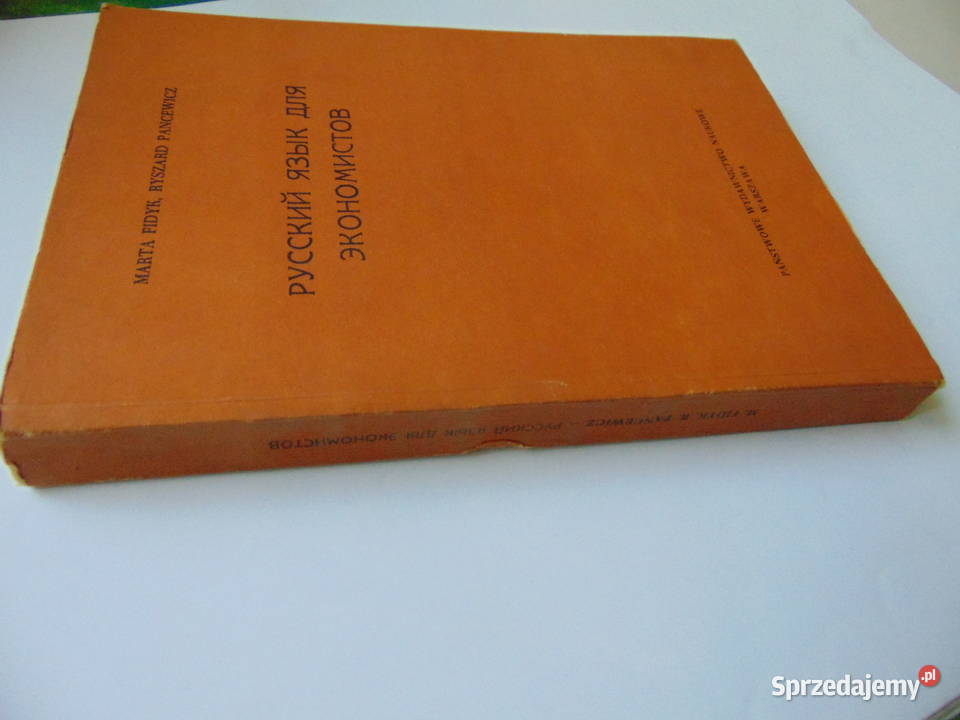 MARTA FIDYK, RYSZARD PANCEWICZ
РУССКИЙ ЯЗЫК ДЛЯ
ЭКОНОМИСТОВ
PAŃSTWOWE WYDAWNICTWO NAUKOWE
WARSZAWA
M. FIDYK, R. PANCEWICZ – РУССКИЙ ЯЗЫК ДЛЯ ЭКОНОМИСТОВ
Sprzedajemy.pl